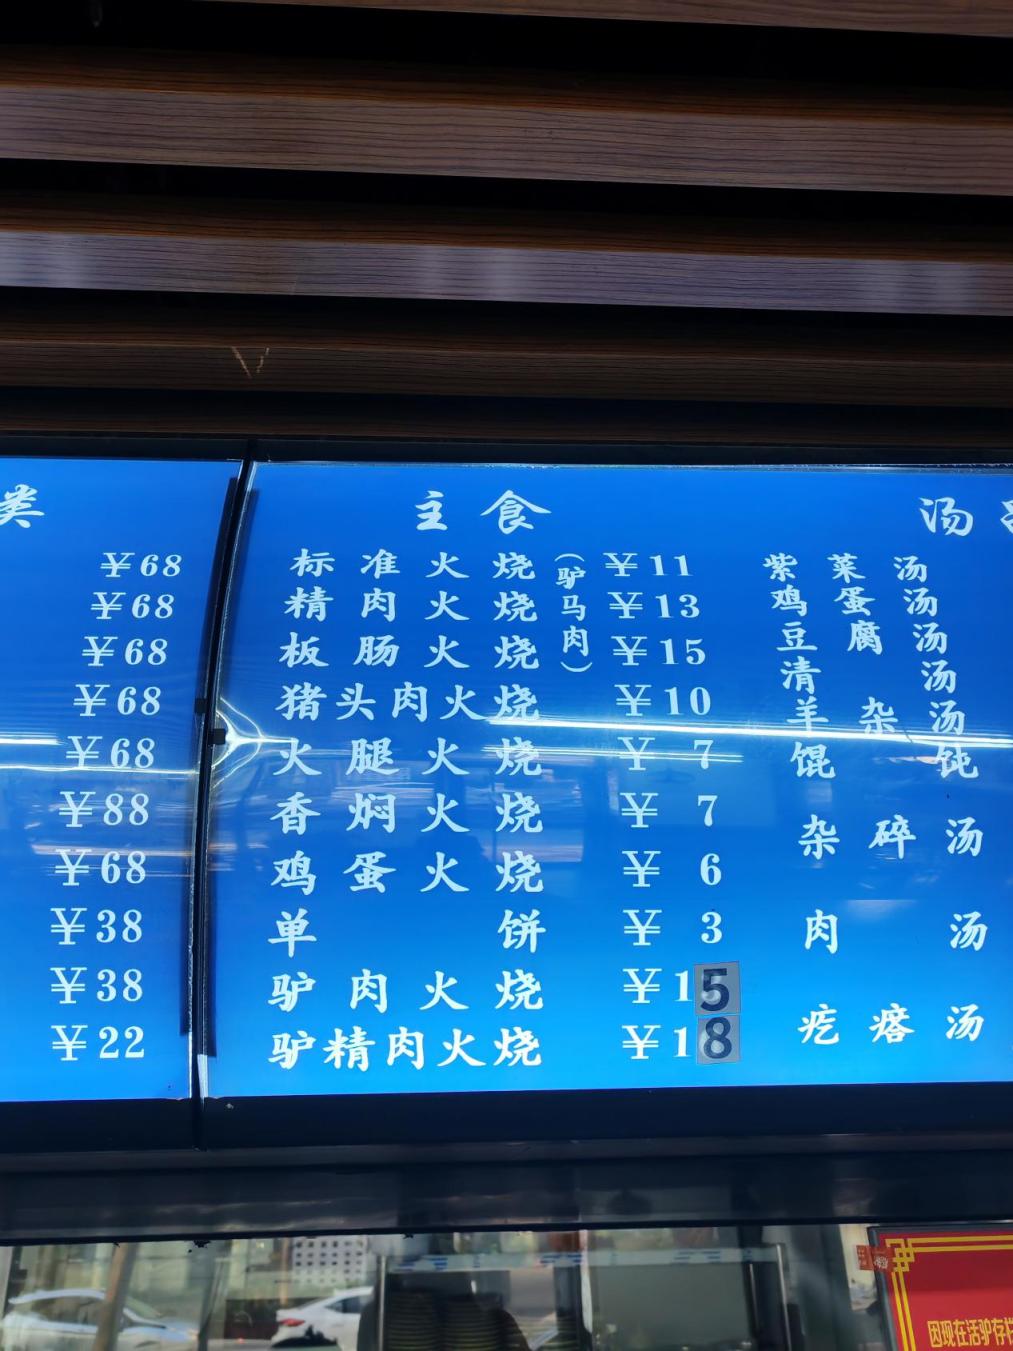 类
¥68
¥68
¥68
¥68
¥68
¥88
¥68
¥38
¥38
¥22
主食
标准火烧 ¥11
精肉火烧 ¥13
板肠火烧 ¥15
(驴马肉)
猪头肉火烧 ¥10
火腿火烧 ¥7
香焖火烧 ¥7
鸡蛋火烧 ¥6
单饼 ¥3
驴肉火烧 ¥15
驴精肉火烧 ¥18
汤
紫菜汤
鸡蛋汤
豆腐汤
清汤
羊杂汤
馄饨
杂碎汤
肉汤
疙瘩汤
因现在活驴存栏